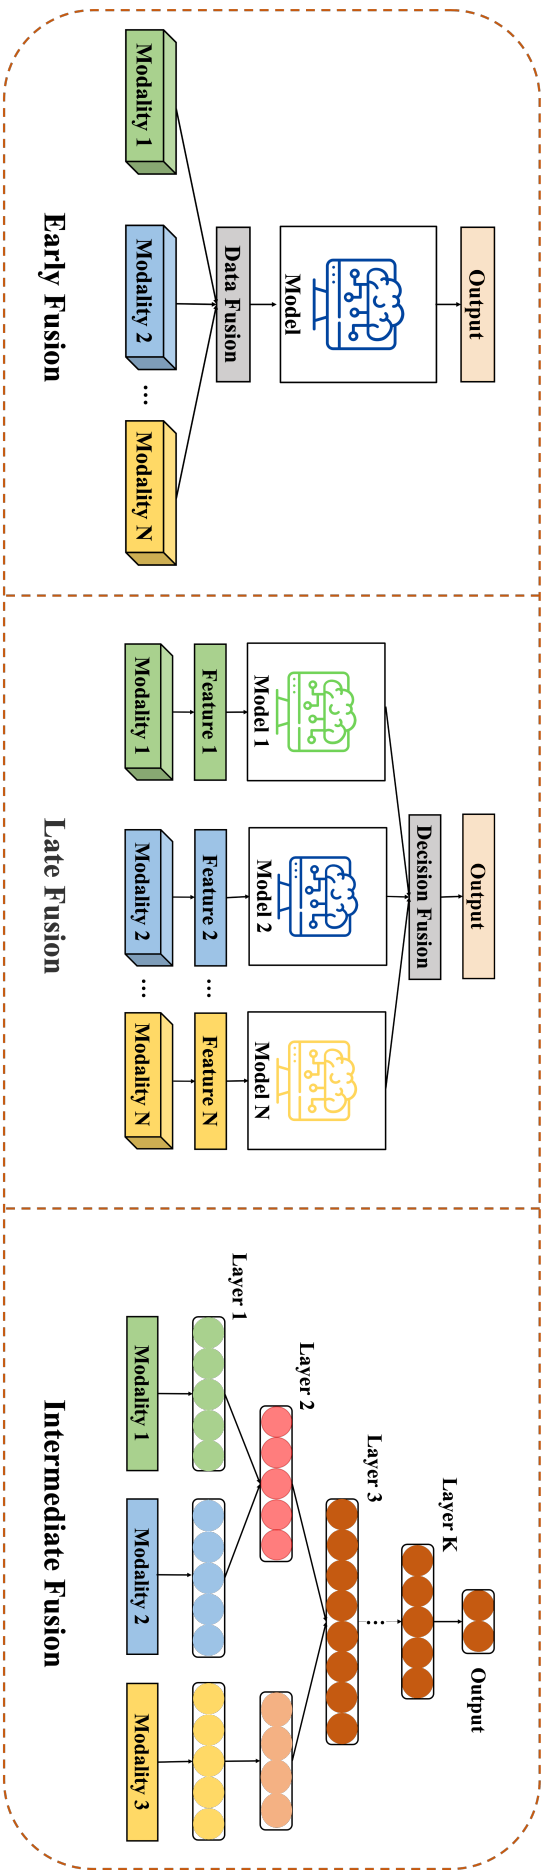 Output
Model
Data Fusion
Modality 1
Modality 2
...
Modality N
Early Fusion
Output
Decision Fusion
Model 1
Model 2
Model N
Feature 1
Feature 2
...
Feature N
Modality 1
Modality 2
...
Modality N
Late Fusion
Output
Layer K
...
Layer 3
Layer 2
Layer 1
Modality 1
Modality 2
Modality 3
Intermediate Fusion